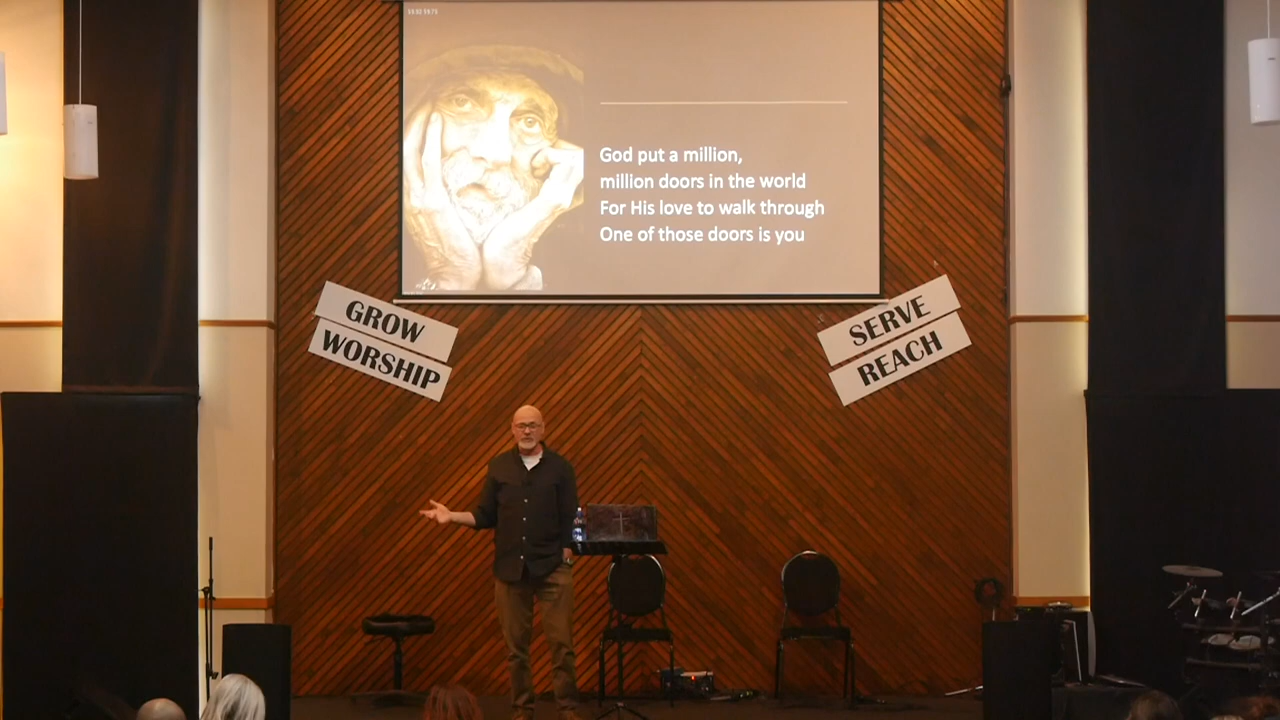 God put a million,
million doors in the world
For His love to walk through
One of those doors is you
GROW
WORSHIP
SERVE
REACH